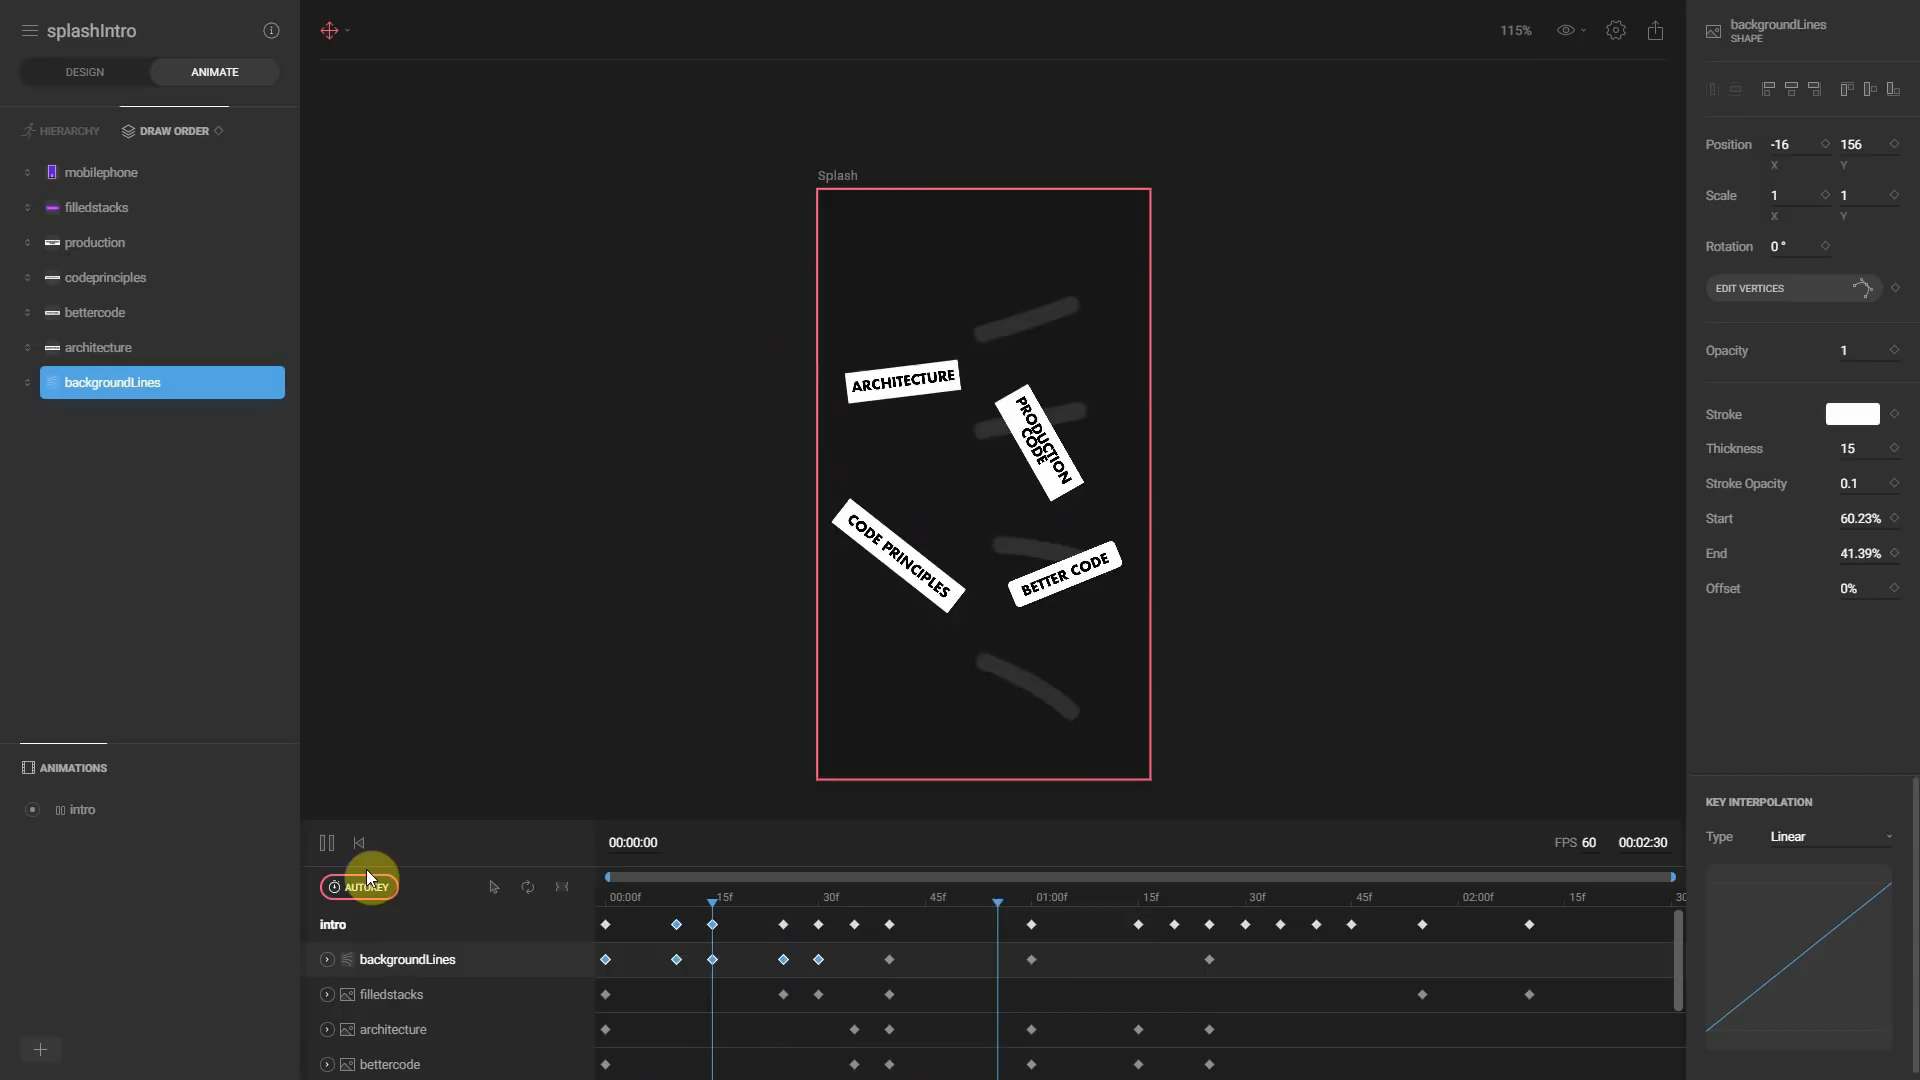 splashIntro
DESIGN
ANIMATE
HIERARCHY
DRAW ORDER
mobilephone
filledstacks
production
codeprinciples
bettercode
architecture
backgroundLines
ANIMATIONS
intro
115%
Splash
ARCHITECTURE
PRODUCTION
CODE
CODE PRINCIPLES
BETTER CODE
backgroundLines
SHAPE
Position -16 156
X Y
Scale 1 1
X Y
Rotation 0°
EDIT VERTICES
Opacity 1
Stroke
Thickness 15
Stroke Opacity 0.1
Start 60.23%
End 41.39%
Offset 0%
KEY INTERPOLATION
Type Linear
00:00:00
FPS 60 00:02:30
AUTOKEY
00:00f 15f 30f 45f 01:00f 15f 30f 45f 02:00f 15f 30
intro
backgroundLines
filledstacks
architecture
bettercode